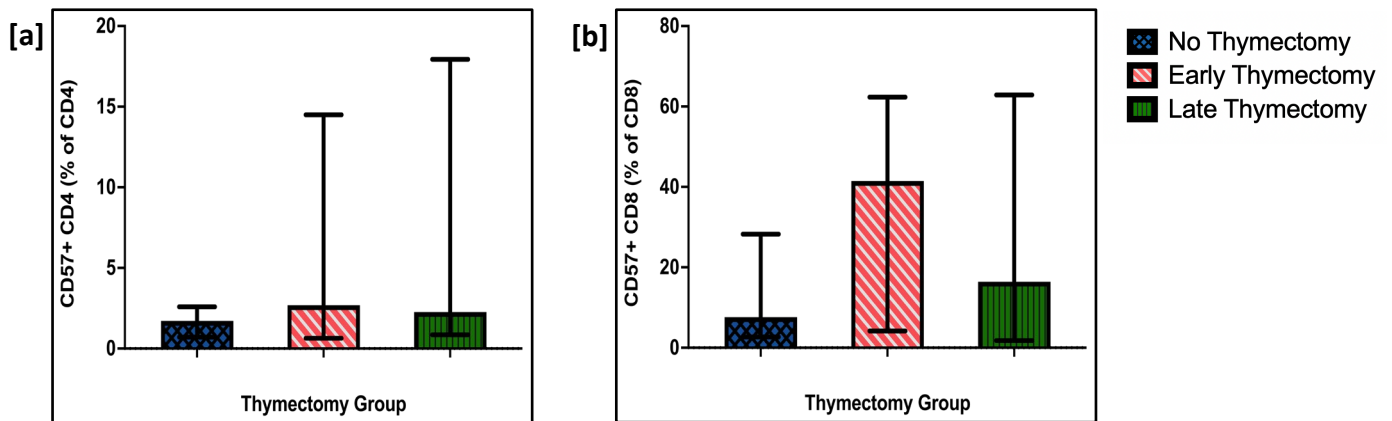 [a]
CD57+ CD4 (% of CD4)
20
15
10
5
0
Thymectomy Group
[b]
CD57+ CD8 (% of CD8)
80
60
40
20
0
Thymectomy Group
No Thymectomy
Early Thymectomy
Late Thymectomy